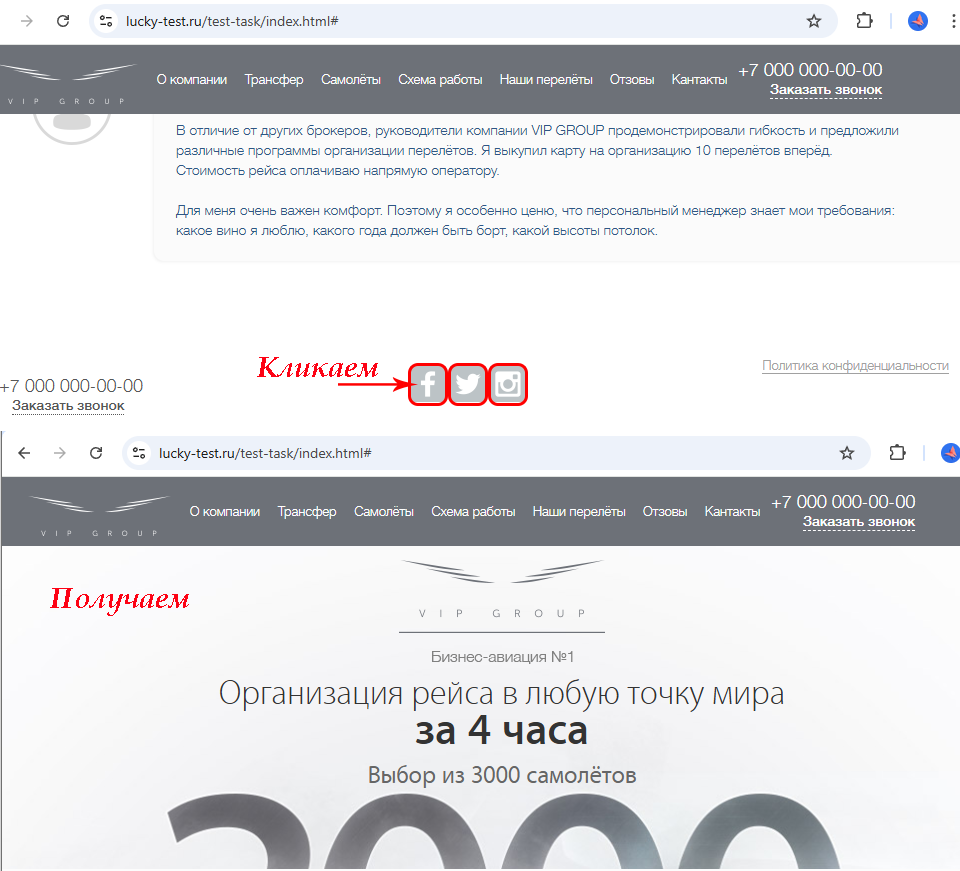 lucky-test.ru/test-task/index.html#
VIP GROUP
О компании Трансфер Самолёты Схема работы Наши перелёты Отзывы Контакты
+7 000 000-00-00
Заказать звонок
В отличие от других брокеров, руководители компании VIP GROUP продемонстрировали гибкость и предложили
различные программы организации перелётов. Я выкупил карту на организацию 10 перелётов вперёд.
Стоимость рейса оплачиваю напрямую оператору.
Для меня очень важен комфорт. Поэтому я особенно ценю, что персональный менеджер знает мои требования:
какое вино я люблю, какого года должен быть борт, какой высоты потолок.
Кликаем
Политика конфиденциальности
+7 000 000-00-00
Заказать звонок
lucky-test.ru/test-task/index.html#
VIP GROUP
О компании Трансфер Самолёты Схема работы Наши перелёты Отзывы Контакты
+7 000 000-00-00
Заказать звонок
Получаем
VIP GROUP
Бизнес-авиация №1
Организация рейса в любую точку мира
за 4 часа
Выбор из 3000 самолётов
3000